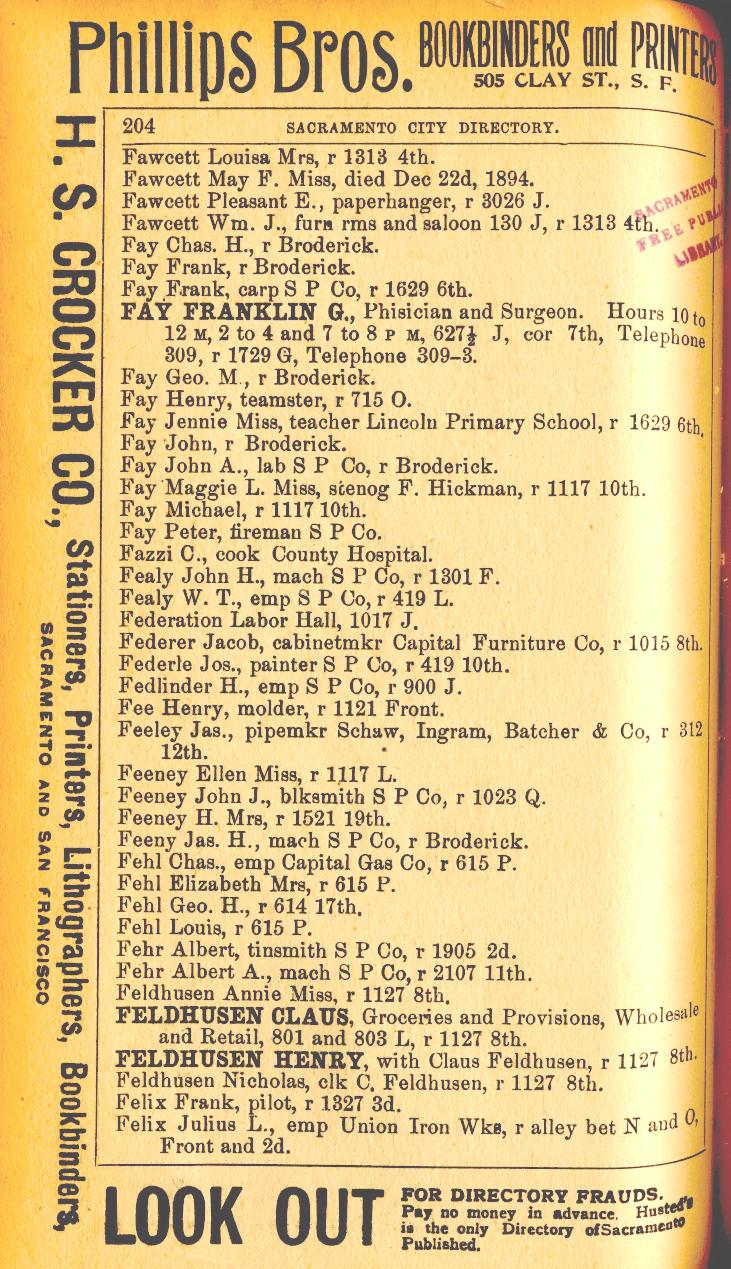 Phillips Bros. BOOKBINDERS and PRINTERS
505 CLAY ST., S. F.
H. S. CROCKER CO., Stationers, Printers, Lithographers, Bookbinders,
SACRAMENTO AND SAN FRANCISCO
204 SACRAMENTO CITY DIRECTORY.
SACRAMENTO
FREE
LIBRARY
Fawcett Louisa Mrs, r 1313 4th.
Fawcett May F. Miss, died Dec 22d, 1894.
Fawcett Pleasant E., paperhanger, r 3026 J.
Fawcett Wm. J., furn rms and saloon 130 J, r 1313 4th.
Fay Chas. H., r Broderick.
Fay Frank, r Broderick.
Fay Frank, carp S P Co, r 1629 6th.
FAY FRANKLIN G., Phisician and Surgeon. Hours 10 to
12 M, 2 to 4 and 7 to 8 P M, 627½ J, cor 7th, Telephone
309, r 1729 G, Telephone 309-3.
Fay Geo. M., r Broderick.
Fay Henry, teamster, r 715 O.
Fay Jennie Miss, teacher Lincoln Primary School, r 1629 6th.
Fay John, r Broderick.
Fay John A., lab S P Co, r Broderick.
Fay Maggie L. Miss, stenog F. Hickman, r 1117 10th.
Fay Michael, r 1117 10th.
Fay Peter, fireman S P Co.
Fazzi C., cook County Hospital.
Fealy John H., mach S P Co, r 1301 F.
Fealy W. T., emp S P Co, r 419 L.
Federation Labor Hall, 1017 J.
Federer Jacob, cabinetmkr Capital Furniture Co, r 1015 8th.
Federle Jos., painter S P Co, r 419 10th.
Fedlinder H., emp S P Co, r 900 J.
Fee Henry, molder, r 1121 Front.
Feeley Jas., pipemkr Schaw, Ingram, Batcher & Co, r 312
12th.
Feeney Ellen Miss, r 1117 L.
Feeney John J., blksmith S P Co, r 1023 Q.
Feeney H. Mrs, r 1521 19th.
Feeny Jas. H., mach S P Co, r Broderick.
Fehl Chas., emp Capital Gas Co, r 615 P.
Fehl Elizabeth Mrs, r 615 P.
Fehl Geo. H., r 614 17th.
Fehl Louis, r 615 P.
Fehr Albert, tinsmith S P Co, r 1905 2d.
Fehr Albert A., mach S P Co, r 2107 11th.
Feldhusen Annie Miss, r 1127 8th.
FELDHUSEN CLAUS, Groceries and Provisions, Wholesale
and Retail, 801 and 803 L, r 1127 8th.
FELDHUSEN HENRY, with Claus Feldhusen, r 1127 8th.
Feldhusen Nicholas, clk C. Feldhusen, r 1127 8th.
Felix Frank, pilot, r 1327 3d.
Felix Julius L., emp Union Iron Wks, r alley bet N and O,
Front and 2d.
LOOK OUT FOR DIRECTORY FRAUDS.
Pay no money in advance. Husted's
is the only Directory of Sacramento
Published.